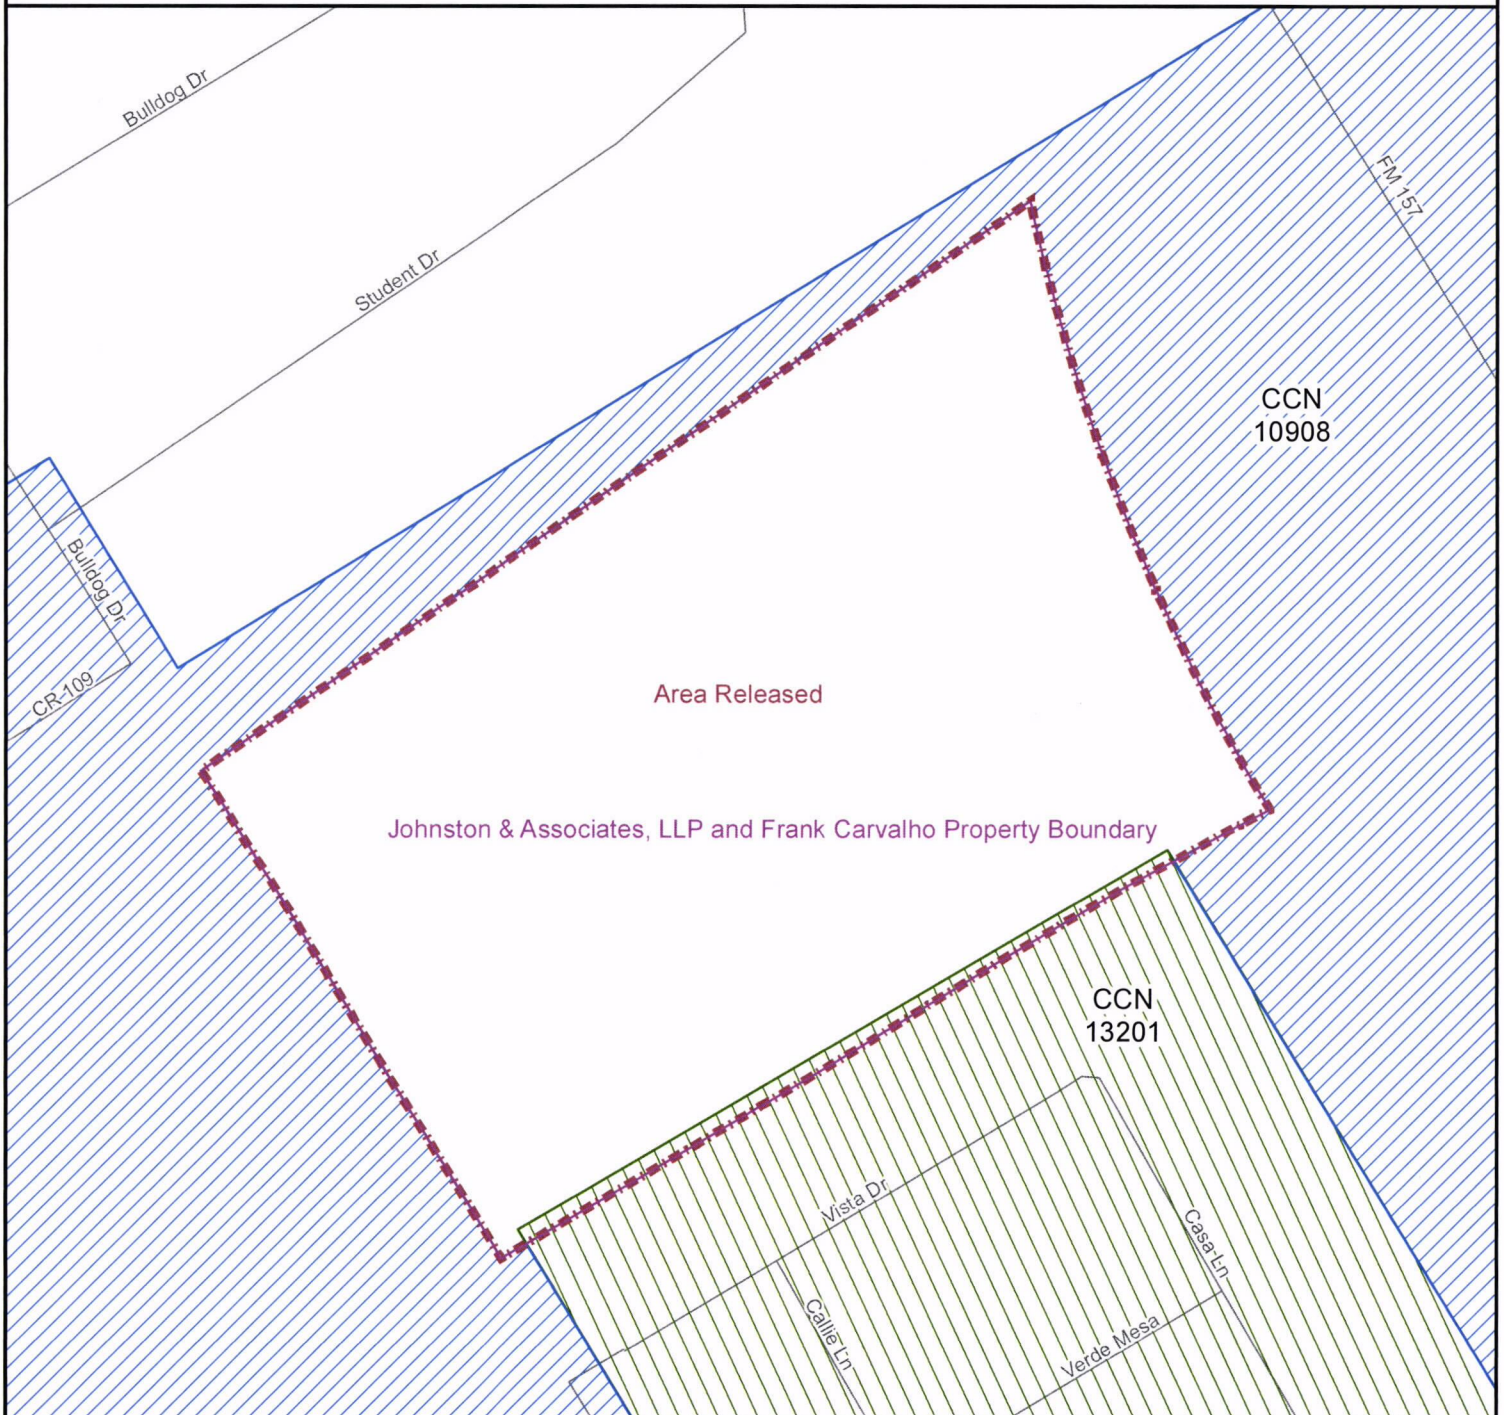 Bulldog Dr
FM 157
Student Dr
CCN
10908
Bulldog Dr
CR-109
Area Released
Johnston & Associates, LLP and Frank Carvalho Property Boundary
CCN
13201
Vista Dr
Casa Ln
Callie Ln
Verde Mesa